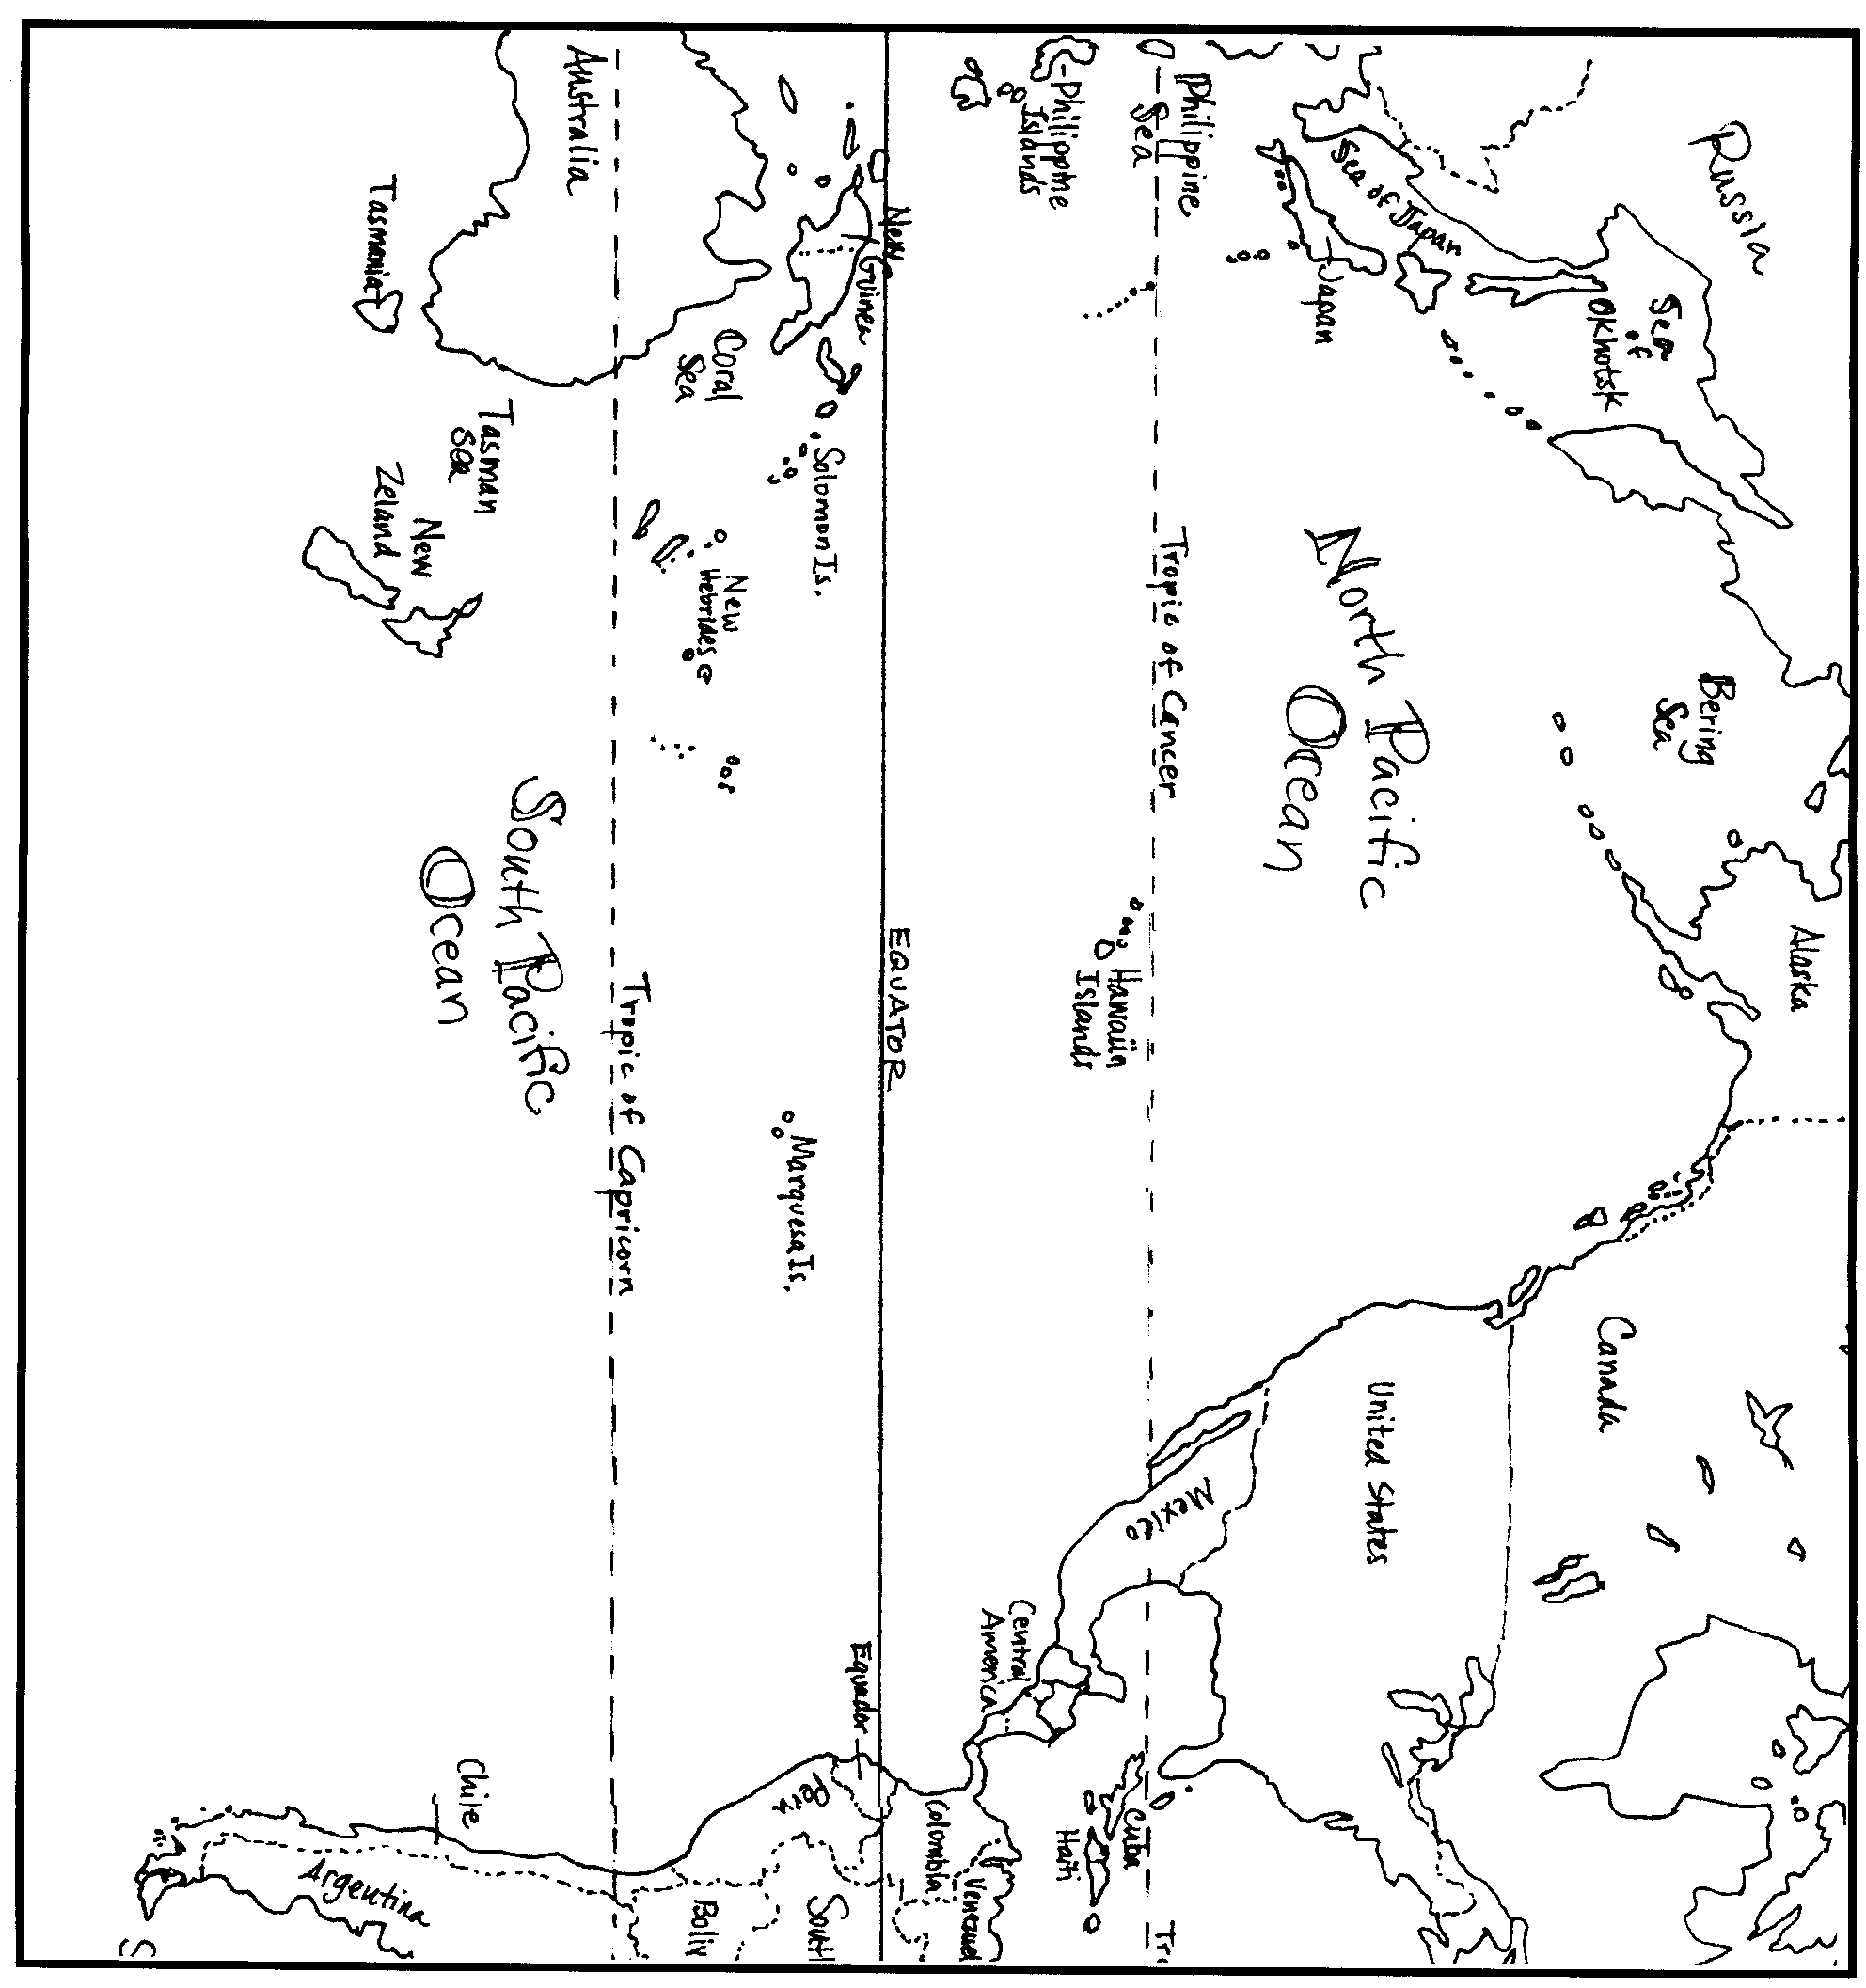 Russia
Sea
of
Okhotsk
Bering
Sea
Alaska
Canada
Sea of Japan
Japan
North Pacific
Ocean
United States
Philippine
Sea
Tropic of Cancer
Tr
Mexico
Philippine
Islands
Hawaiin
Islands
Central
America
Cuba
Haiti
EQUATOR
New
Guinea
Equador
Colombia
Venezuel
Solomon Is.
Marquesa Is.
Peru
South
Coral
Sea
New
Hebrides
Boliv
Australia
Tropic of Capricorn
South Pacific
Ocean
Tasman
Sea
Tasmania
New
Zeland
Chile
Argentina
S